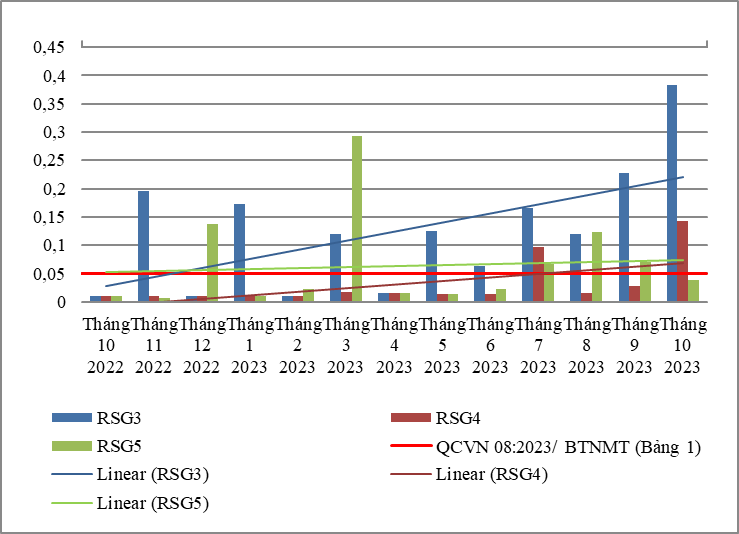 0,45
0,4
0,35
0,3
0,25
0,2
0,15
0,1
0,05
0
Tháng Tháng Tháng Tháng Tháng Tháng Tháng Tháng Tháng Tháng Tháng Tháng Tháng
10 11 12 1 2 3 4 5 6 7 8 9 10
2022 2022 2022 2023 2023 2023 2023 2023 2023 2023 2023 2023 2023
RSG3 RSG4
RSG5 QCVN 08:2023/ BTNMT (Bảng 1)
Linear (RSG3) Linear (RSG4)
Linear (RSG5)